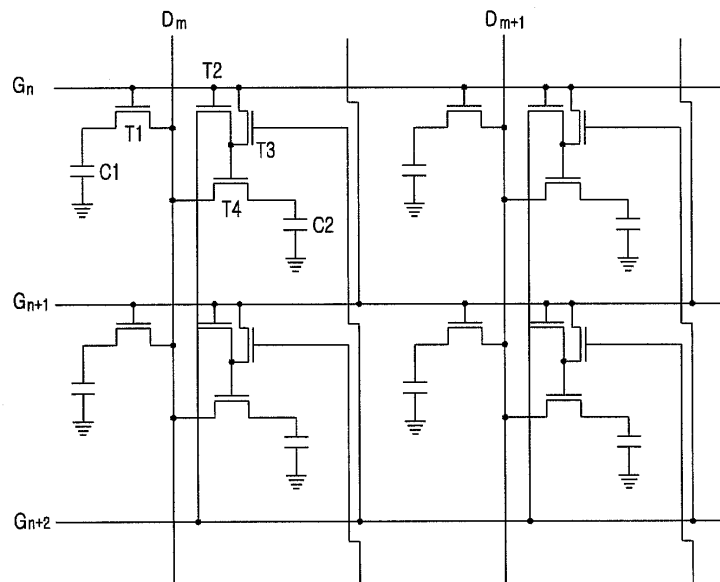 Dm Dm+1
Gn
T2
T1 T3
C1
T4 C2
Gn+1
Gn+2